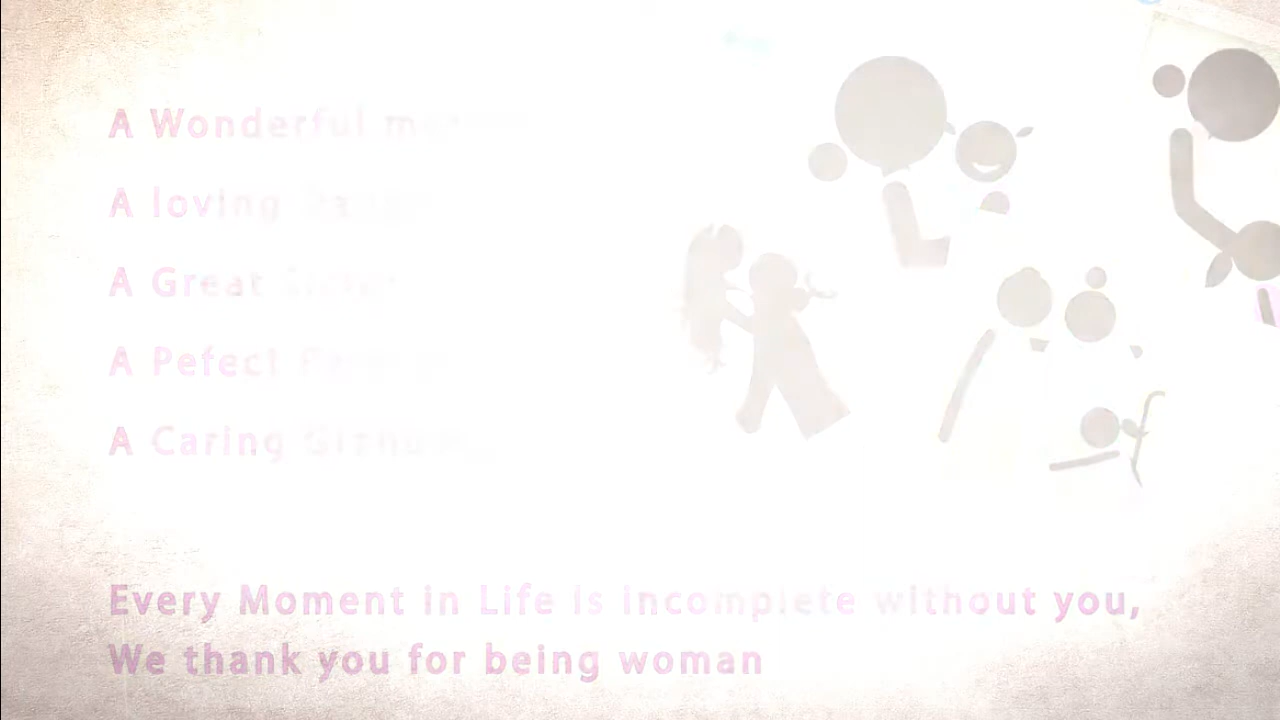 A Wonderful
A loving
A Great Sister
A Pefect
A Caring
Every Moment in Life is incomplete without you,
We thank you for being woman